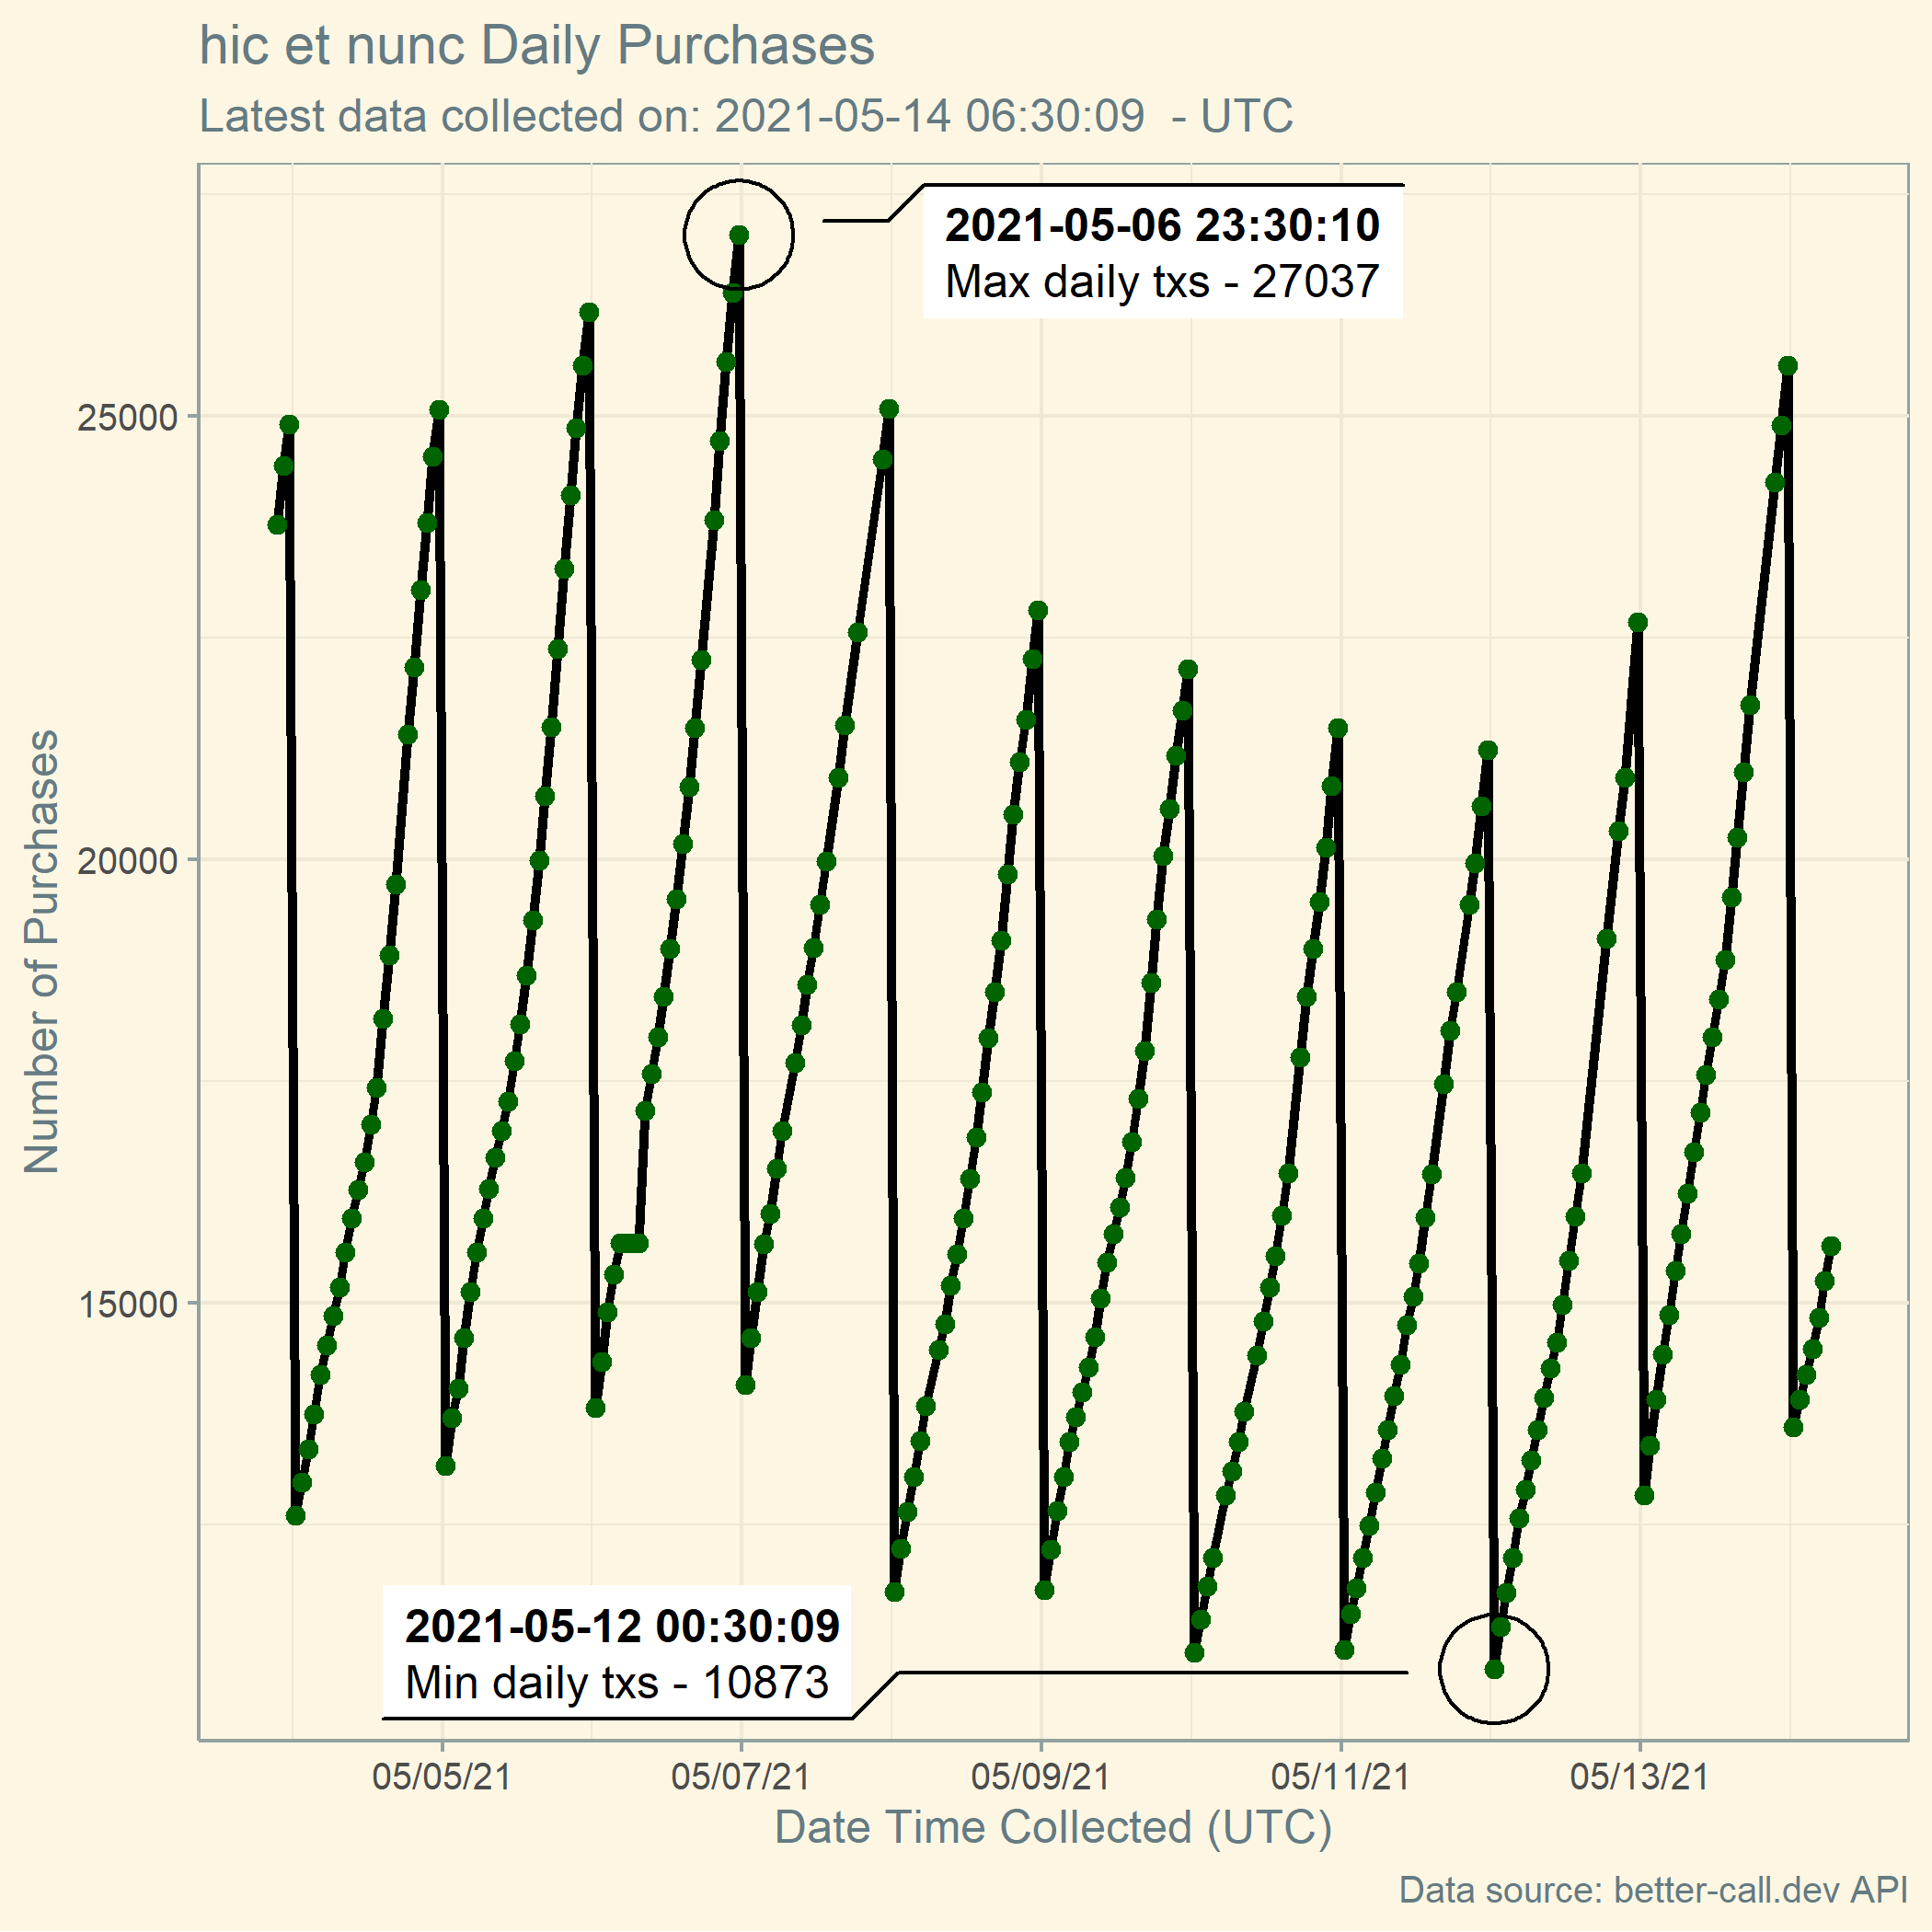 hic et nunc Daily Purchases
Latest data collected on: 2021-05-14 06:30:09  - UTC
2021-05-06 23:30:10
Max daily txs - 27037
25000
20000
15000
Number of Purchases
2021-05-12 00:30:09
Min daily txs - 10873
05/05/21 05/07/21 05/09/21 05/11/21 05/13/21
Date Time Collected (UTC)
Data source: better-call.dev API